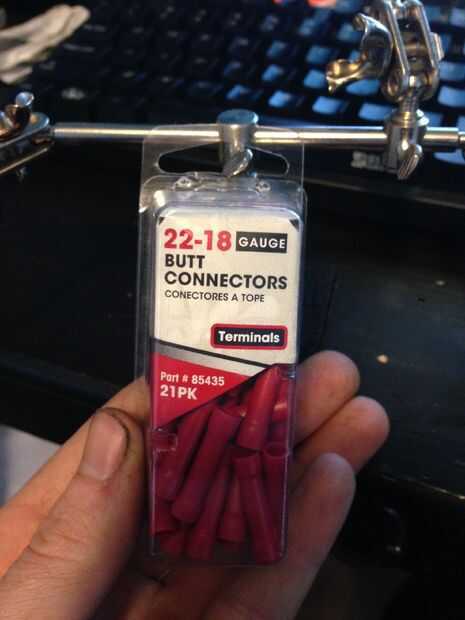 22-18 GAUGE
BUTT
CONNECTORS
CONECTORES A TOPE
Terminals
Part # 85435
21PK